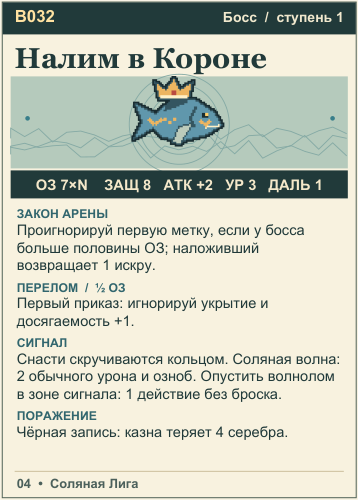 B032
Босс / ступень 1
Налим в Короне
ОЗ 7×N ЗАЩ 8 АТК +2 УР 3 ДАЛЬ 1
ЗАКОН АРЕНЫ
Проигнорируй первую метку, если у босса
больше половины ОЗ; наложивший
возвращает 1 искру.
ПЕРЕЛОМ / ½ ОЗ
Первый приказ: игнорируй укрытие и
досягаемость +1.
СИГНАЛ
Снасти скручиваются кольцом. Соляная волна:
2 обычного урона и озноб. Опустить волнолом
в зоне сигнала: 1 действие без броска.
ПОРАЖЕНИЕ
Чёрная запись: казна теряет 4 серебра.
04 • Соляная Лига